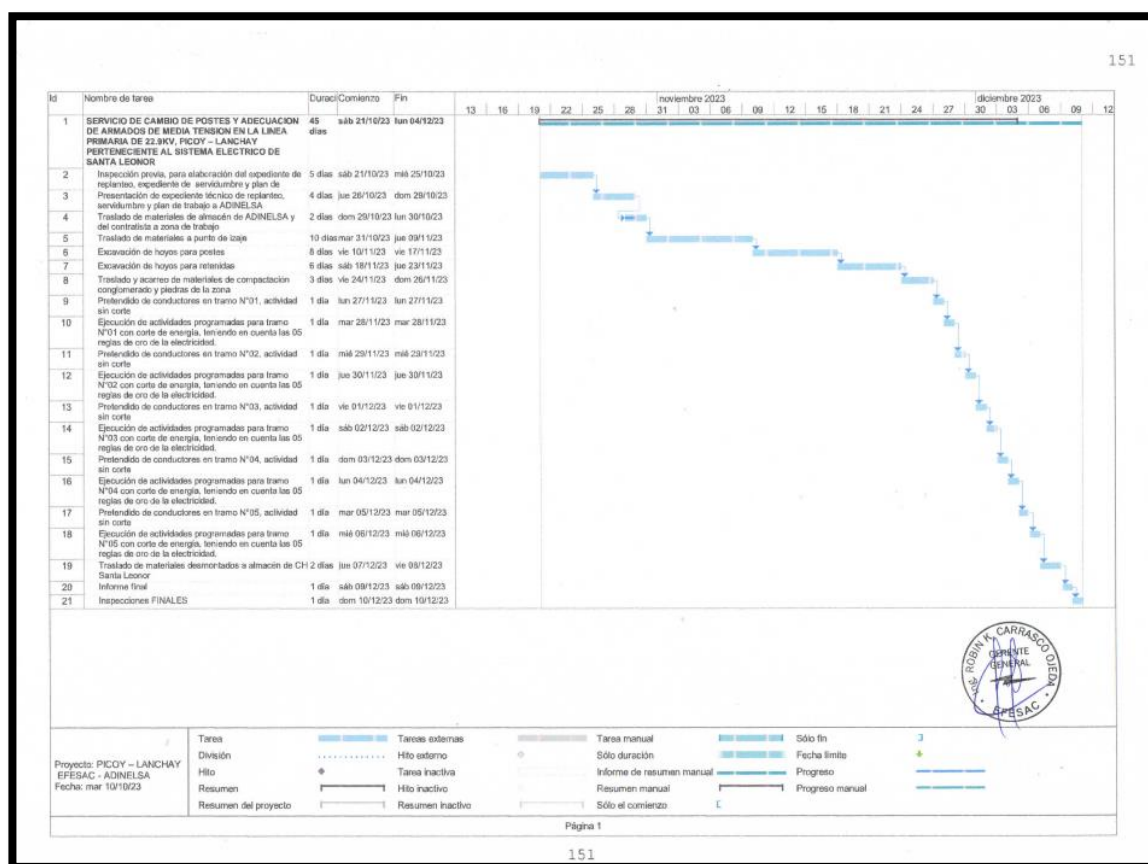 151
Id Nombre de tarea Duraci Comienzo Fin
noviembre 2023 diciembre 2023
13 16 19 22 25 28 31 03 06 09 12 15 18 21 24 27 30 03 06 09 12
1 SERVICIO DE CAMBIO DE POSTES Y ADECUACION 45 sáb 21/10/23 lun 04/12/23
DE ARMADOS DE MEDIA TENSION EN LA LINEA días
PRIMARIA DE 22.9KV, PICOY – LANCHAY
PERTENECIENTE AL SISTEMA ELECTRICO DE
SANTA LEONOR
2 Inspección previa, para elaboración del expediente de 5 días sáb 21/10/23 mié 25/10/23
replanteo, expediente de servidumbre y plan de
3 Presentación de expediente técnico de replanteo, 4 días jue 26/10/23 dom 29/10/23
servidumbre y plan de trabajo a ADINELSA
4 Traslado de materiales de almacén de ADINELSA y 2 días dom 29/10/23 lun 30/10/23
del contratista a zona de trabajo
5 Traslado de materiales a punto de izaje 10 días mar 31/10/23 jue 09/11/23
6 Excavación de hoyos para postes 8 días vie 10/11/23 vie 17/11/23
7 Excavación de hoyos para retenidas 6 días sáb 18/11/23 jue 23/11/23
8 Traslado y acarreo de materiales de compactación 3 días vie 24/11/23 dom 26/11/23
conglomerado y piedras de la zona
9 Pretendido de conductores en tramo N°01, actividad 1 día lun 27/11/23 lun 27/11/23
sin corte
10 Ejecución de actividades programadas para tramo 1 día mar 28/11/23 mar 28/11/23
N°01 con corte de energía, teniendo en cuenta las 05
reglas de oro de la electricidad.
11 Pretendido de conductores en tramo N°02, actividad 1 día mié 29/11/23 mié 29/11/23
sin corte
12 Ejecución de actividades programadas para tramo 1 día jue 30/11/23 jue 30/11/23
N°02 con corte de energía, teniendo en cuenta las 05
reglas de oro de la electricidad.
13 Pretendido de conductores en tramo N°03, actividad 1 día vie 01/12/23 vie 01/12/23
sin corte
14 Ejecución de actividades programadas para tramo 1 día sáb 02/12/23 sáb 02/12/23
N°03 con corte de energía, teniendo en cuenta las 05
reglas de oro de la electricidad.
15 Pretendido de conductores en tramo N°04, actividad 1 día dom 03/12/23 dom 03/12/23
sin corte
16 Ejecución de actividades programadas para tramo 1 día lun 04/12/23 lun 04/12/23
N°04 con corte de energía, teniendo en cuenta las 05
reglas de oro de la electricidad.
17 Pretendido de conductores en tramo N°05, actividad 1 día mar 05/12/23 mar 05/12/23
sin corte
18 Ejecución de actividades programadas para tramo 1 día mié 06/12/23 mié 06/12/23
N°05 con corte de energía, teniendo en cuenta las 05
reglas de oro de la electricidad.
19 Traslado de materiales desmontados a almacén de CH 2 días jue 07/12/23 vie 08/12/23
Santa Leonor
20 Informe final 1 día sáb 09/12/23 sáb 09/12/23
21 Inspecciones FINALES 1 día dom 10/12/23 dom 10/12/23
ROBIN K. CARRASCO OJEDA
GERENTE
GENERAL
EFESAC
Proyecto: PICOY – LANCHAY
EFESAC - ADINELSA
Fecha: mar 10/10/23
Tarea Tareas externas Tarea manual Sólo fin
División Hito externo Sólo duración Fecha límite
Hito Tarea inactiva Informe de resumen manual Progreso
Resumen Hito inactivo Resumen manual Progreso manual
Resumen del proyecto Resumen inactivo Sólo el comienzo
Página 1
151